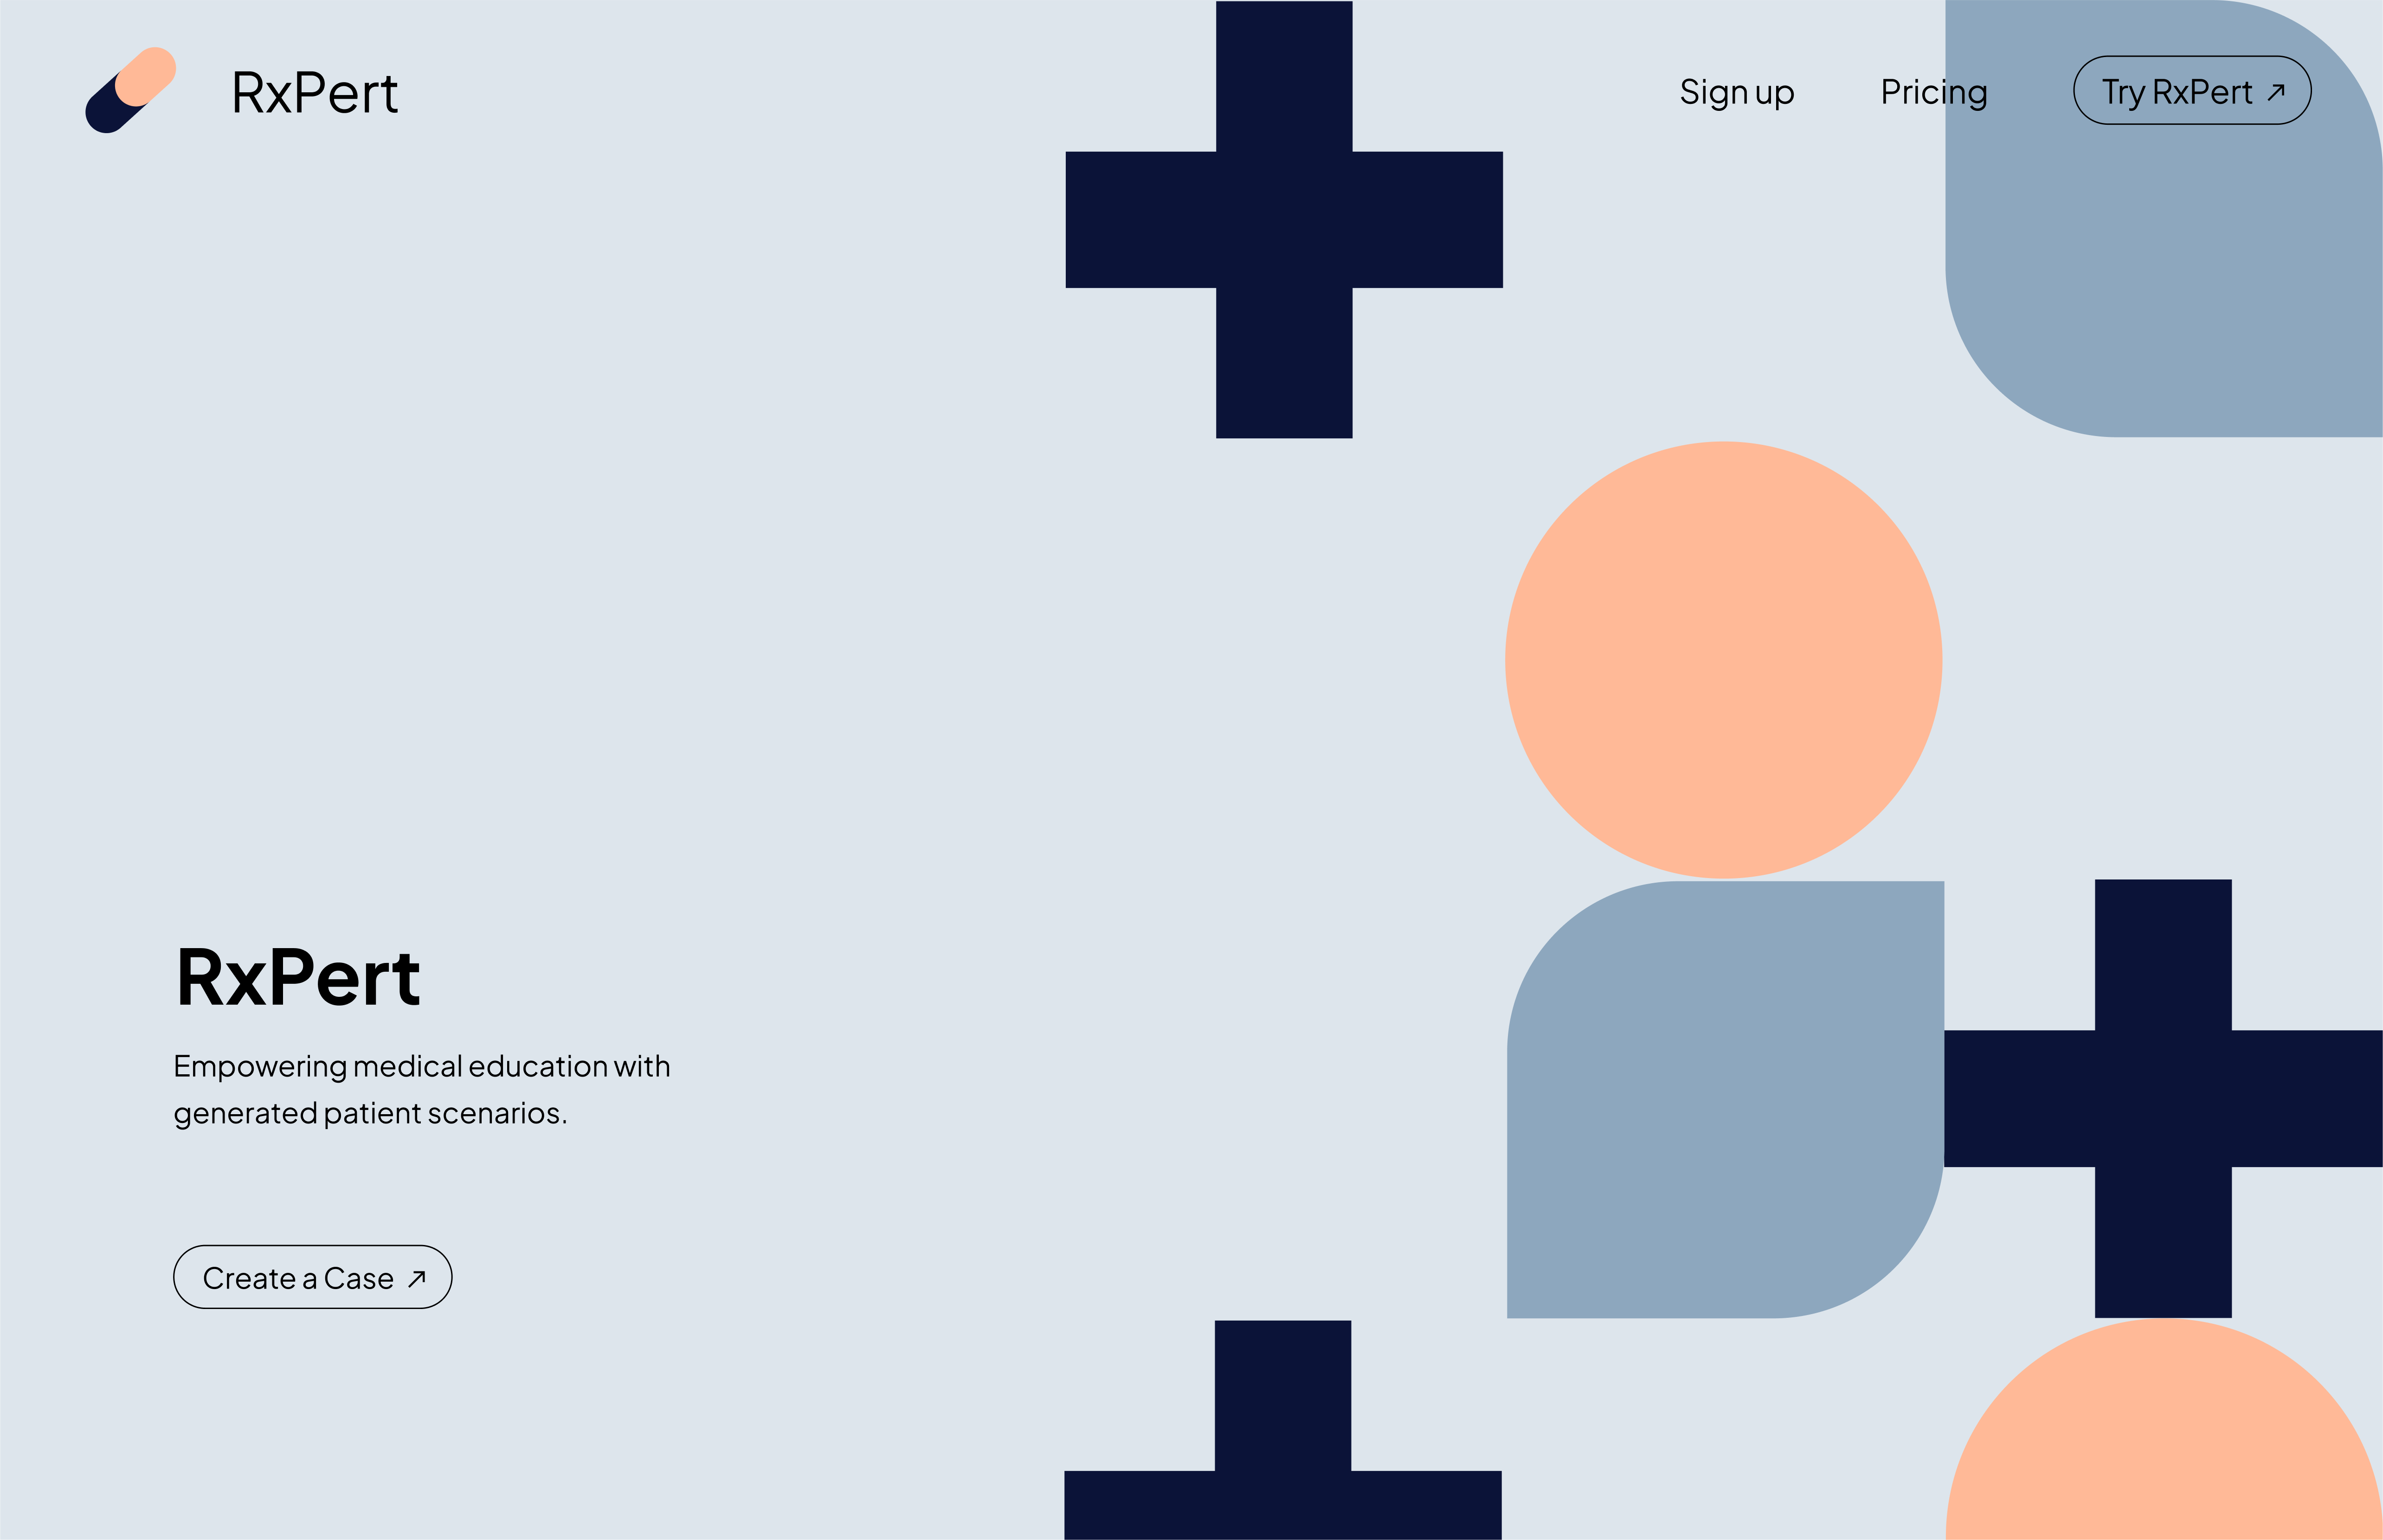 RxPert
Sign up
Pricing
Try RxPert ↗
RxPert
Empowering medical education with
generated patient scenarios.
Create a Case ↗